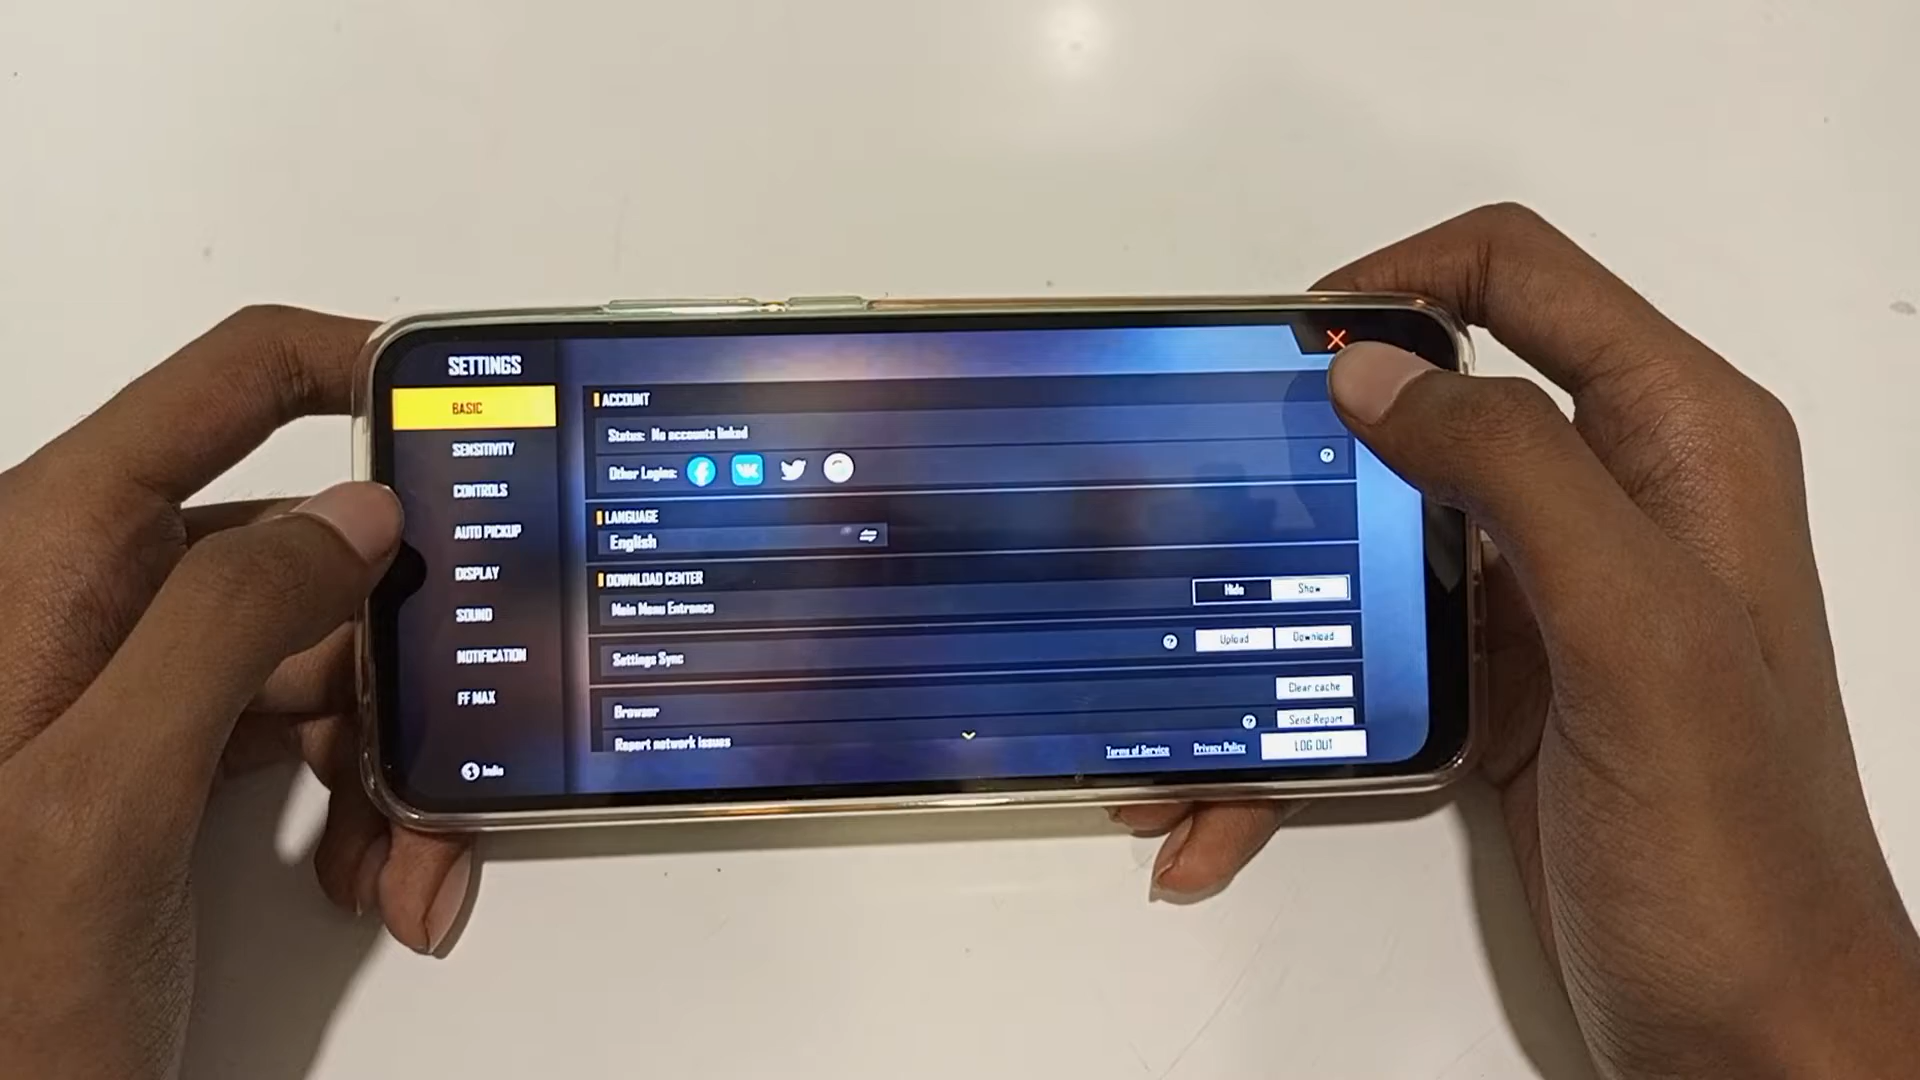 SETTINGS
BASIC
SENSITIVITY
CONTROLS
AUTO PICKUP
DISPLAY
SOUND
NOTIFICATION
FF MAX
India
ACCOUNT
Status: No accounts linked
Other Logins:
LANGUAGE
English
DOWNLOAD CENTER
Main Menu Entrance
Hide
Show
Settings Sync
?
Upload
Download
Browser
Clear cache
Report network issues
?
Send Report
Terms of Service
Privacy Policy
LOG OUT